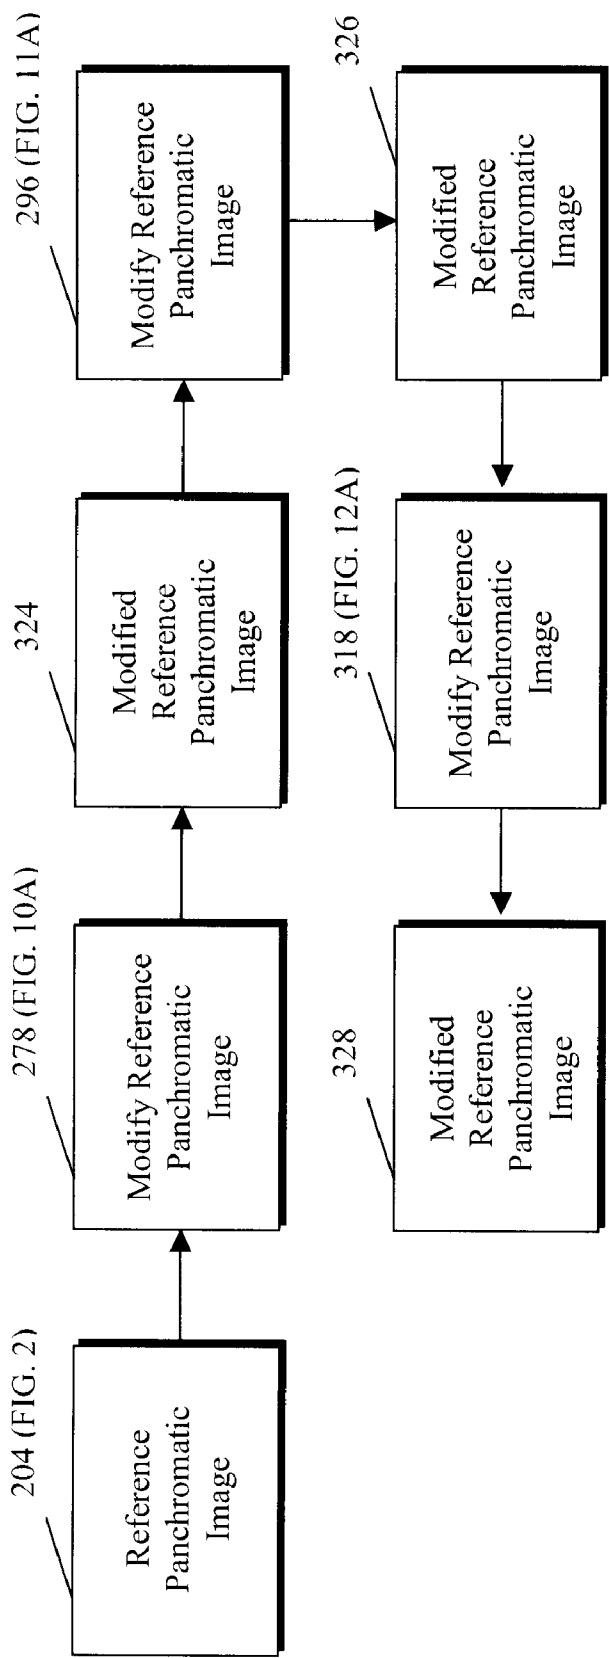 204 (FIG. 2)
Reference
Panchromatic
Image
278 (FIG. 10A)
Modify Reference
Panchromatic
Image
324
Modified
Reference
Panchromatic
Image
296 (FIG. 11A)
Modify Reference
Panchromatic
Image
326
Modified
Reference
Panchromatic
Image
318 (FIG. 12A)
Modify Reference
Panchromatic
Image
328
Modified
Reference
Panchromatic
Image